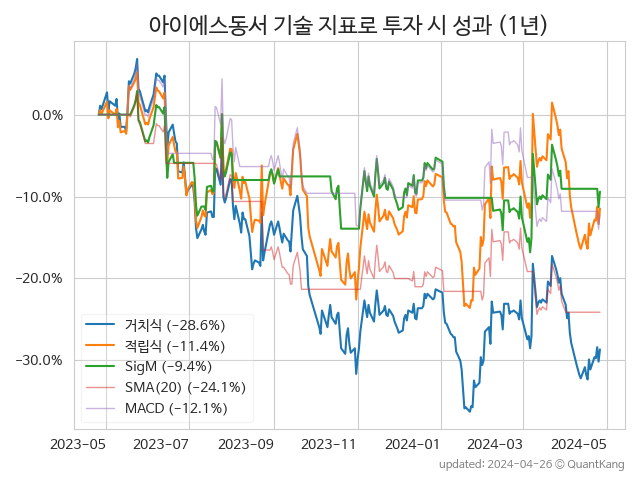 아이에스동서 기술 지표로 투자 시 성과 (1년)
0.0%
−10.0%
−20.0%
−30.0%
거치식 (−28.6%)
적립식 (−11.4%)
SigM (−9.4%)
SMA(20) (−24.1%)
MACD (−12.1%)
2023−05 2023−07 2023−09 2023−11 2024−01 2024−03 2024−05
updated: 2024−04−26 © QuantKang